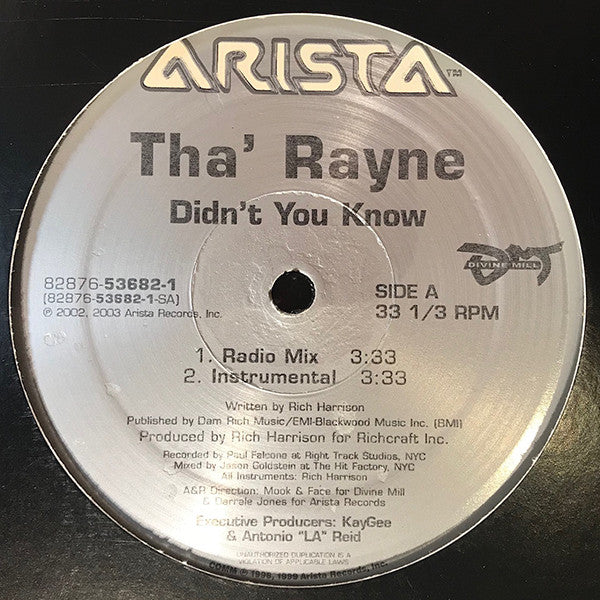 ARISTA™
Tha' Rayne
Didn't You Know
DIVINE MILL
82876-53682-1
(82876-53682-1-SA)
℗ 2002, 2003 Arista Records, Inc.
SIDE A
33 1/3 RPM
1. Radio Mix 3:33
2. Instrumental 3:33
Written by Rich Harrison
Published by Dam Rich Music/EMI-Blackwood Music Inc. (BMI)
Produced by Rich Harrison for Richcraft Inc.
Recorded by Paul Falcone at Right Track Studios, NYC
Mixed by Jason Goldstein at The Hit Factory, NYC
All Instruments: Rich Harrison
A&R Direction: Mook & Face for Divine Mill
& Derrale Jones for Arista Records
Executive Producers: KayGee
& Antonio "LA" Reid
UNAUTHORIZED DUPLICATION IS A
VIOLATION OF APPLICABLE LAWS
1998, 1999 Arista Records, Inc.